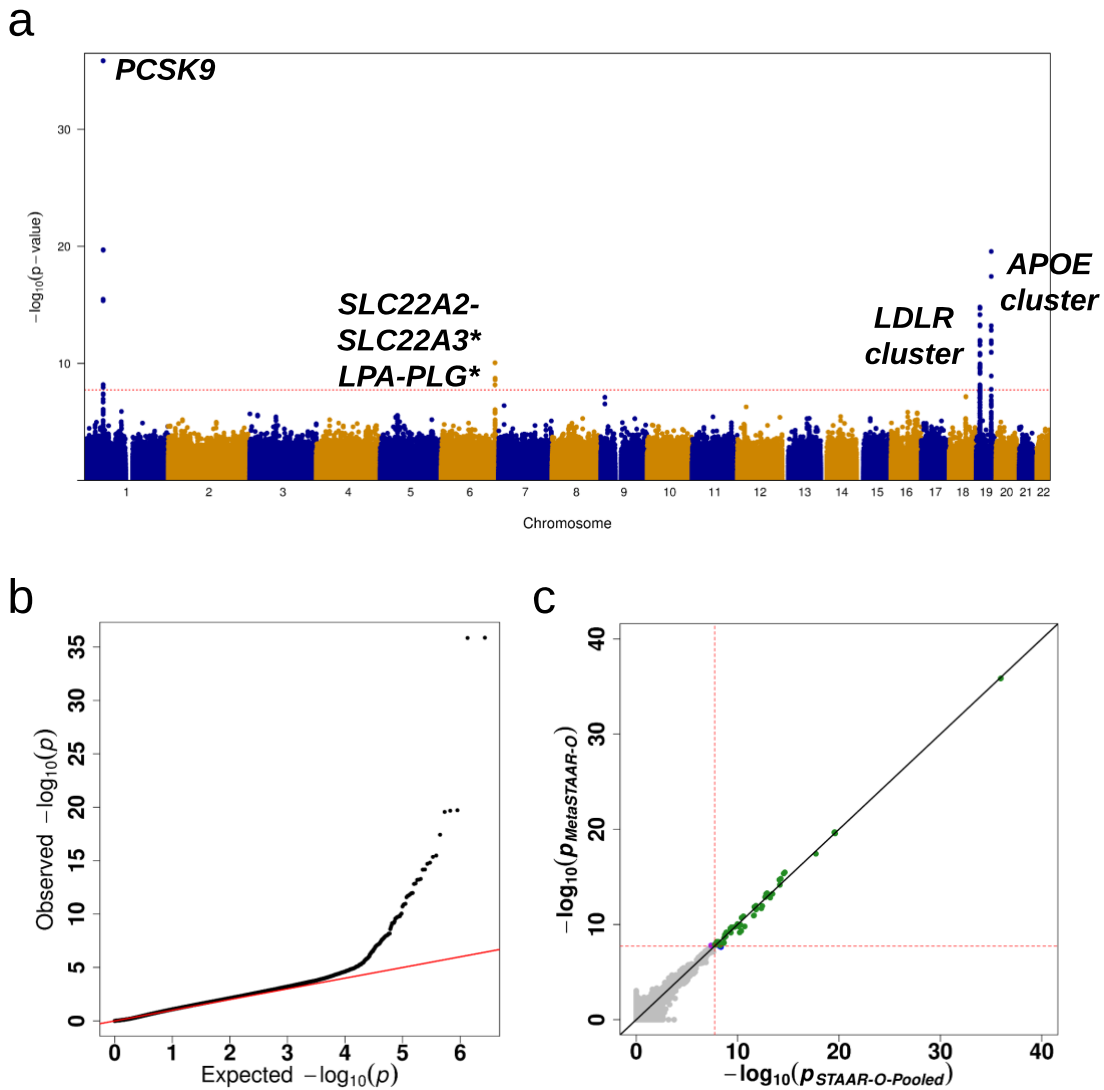 a
PCSK9
30
20
10
−log10(p − value)
SLC22A2-
SLC22A3*
LPA-PLG*
LDLR
cluster
APOE
cluster
1 2 3 4 5 6 7 8 9 10 11 12 13 14 15 16 17 18 19 20 21 22
Chromosome
b
35
30
25
20
15
10
5
0
Observed −log10(p)
0 1 2 3 4 5 6
Expected −log10(p)
c
40
30
20
10
0
−log10(pMetaSTAAR-O)
0 10 20 30 40
−log10(pSTAAR-O-Pooled)